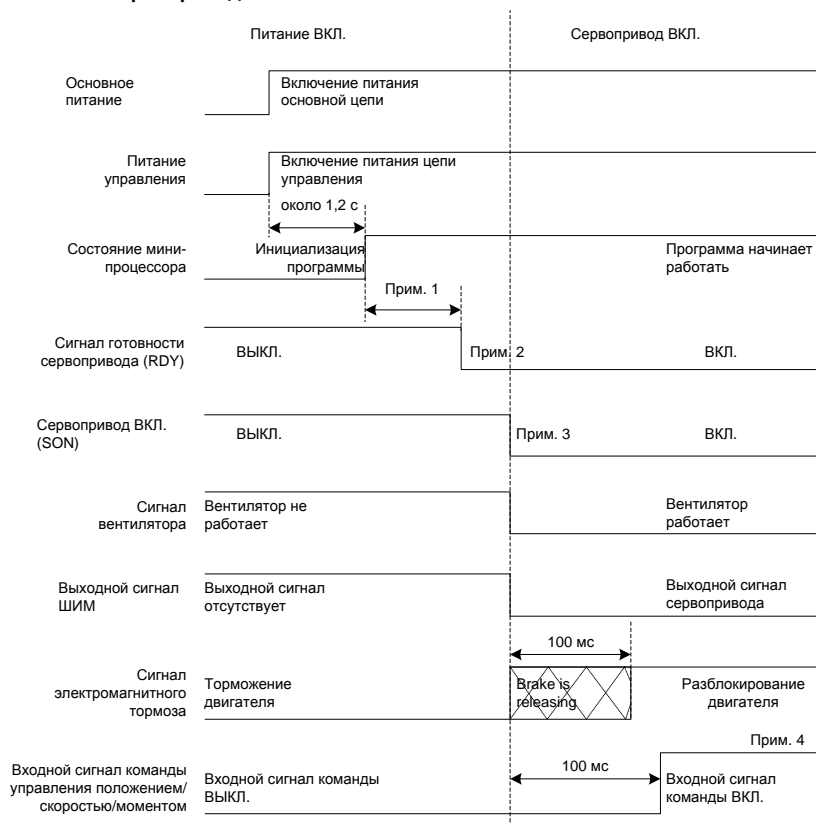 Питание ВКЛ.
Сервопривод ВКЛ.
Основное
питание
Включение питания
основной цепи
Питание
управления
Включение питания цепи
управления
около 1,2 с
Состояние мини-
процессора
Инициализация
программы
Программа начинает
работать
Прим. 1
Сигнал готовности
сервопривода (RDY)
ВЫКЛ.
Прим. 2
ВКЛ.
Сервопривод ВКЛ.
(SON)
ВЫКЛ.
Прим. 3
ВКЛ.
Сигнал
вентилятора
Вентилятор не
работает
Вентилятор
работает
Выходной сигнал
ШИМ
Выходной сигнал
отсутствует
Выходной сигнал
сервопривода
100 мс
Сигнал
электромагнитного
тормоза
Торможение
двигателя
Brake is
releasing
Разблокирование
двигателя
Прим. 4
Входной сигнал команды
управления положением/
скоростью/моментом
Входной сигнал команды
ВЫКЛ.
100 мс
Входной сигнал
команды ВКЛ.